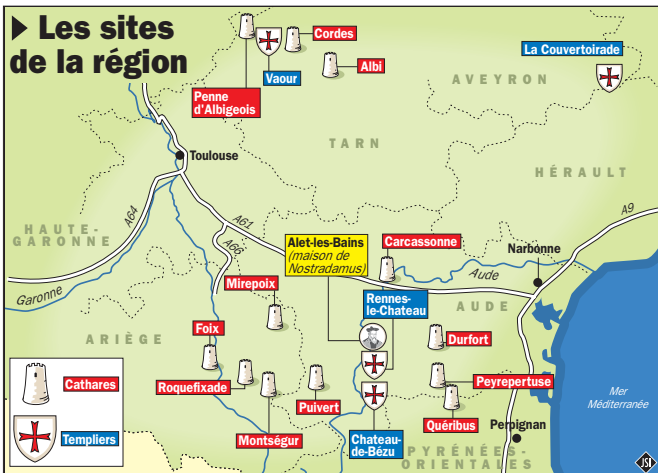 ▶ Les sites
de la région
Cordes
Albi
Vaour
Penne
d'Albigeois
La Couvertoirade
AVEYRON
TARN
HÉRAULT
Toulouse
A64
A61
A66
A9
HAUTE-
GARONNE
Garonne
Alet-les-Bains
(maison de
Nostradamus)
Carcassonne
Narbonne
Aude
Mirepoix
Rennes-
le-Chateau
AUDE
ARIÈGE
Foix
Durfort
Roquefixade
Peyrepertuse
Puivert
Quéribus
Montségur
Chateau-
de-Bézu
Perpignan
PYRÉNÉES-
ORIENTALES
Mer
Méditerranée
Cathares
Templiers
JSI